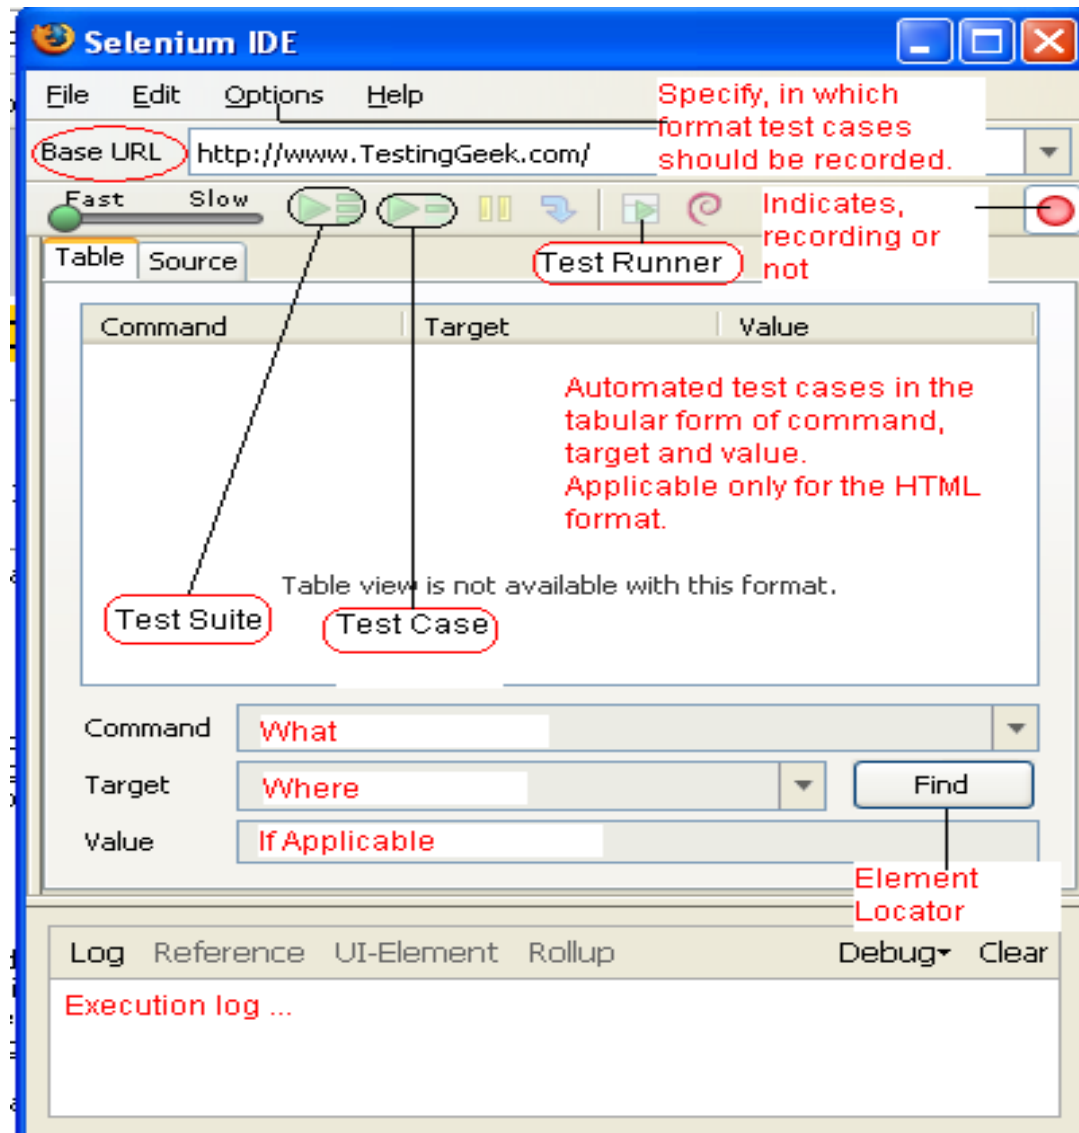 Selenium IDE
File Edit Options Help
Specify, in which
format test cases
should be recorded.
Base URL http://www.TestingGeek.com/
Fast Slow
Indicates,
recording or
not
Test Runner
Table Source
Command Target Value
Automated test cases in the
tabular form of command,
target and value.
Applicable only for the HTML
format.
Table view is not available with this format.
Test Suite Test Case
Command What
Target Where Find
Value If Applicable
Element
Locator
Log Reference UI-Element Rollup Debug Clear
Execution log ...